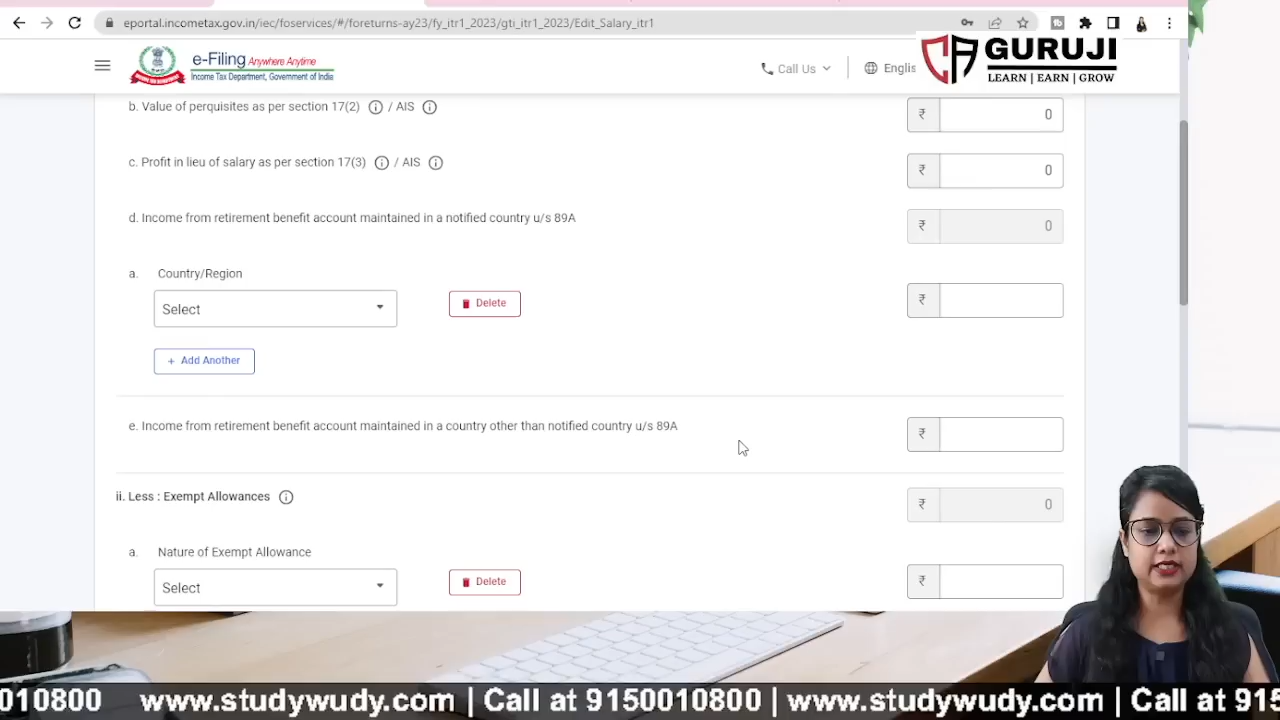 eportal.incometax.gov.in/iec/foservices/#/foreturns-ay23/fy_itr1_2023/gti_itr1_2023/Edit_Salary_itr1
e-Filing Anywhere Anytime
Income Tax Department, Government of India
Call Us
Englis
CA GURUJI
LEARN | EARN | GROW
b. Value of perquisites as per section 17(2) / AIS
₹ 0
c. Profit in lieu of salary as per section 17(3) / AIS
₹ 0
d. Income from retirement benefit account maintained in a notified country u/s 89A
₹ 0
a. Country/Region
Select
Delete
₹
+ Add Another
e. Income from retirement benefit account maintained in a country other than notified country u/s 89A
₹
ii. Less : Exempt Allowances
₹ 0
a. Nature of Exempt Allowance
Select
Delete
₹
010800 www.studywudy.com | Call at 9150010800 | www.studywudy.com | Call at 915